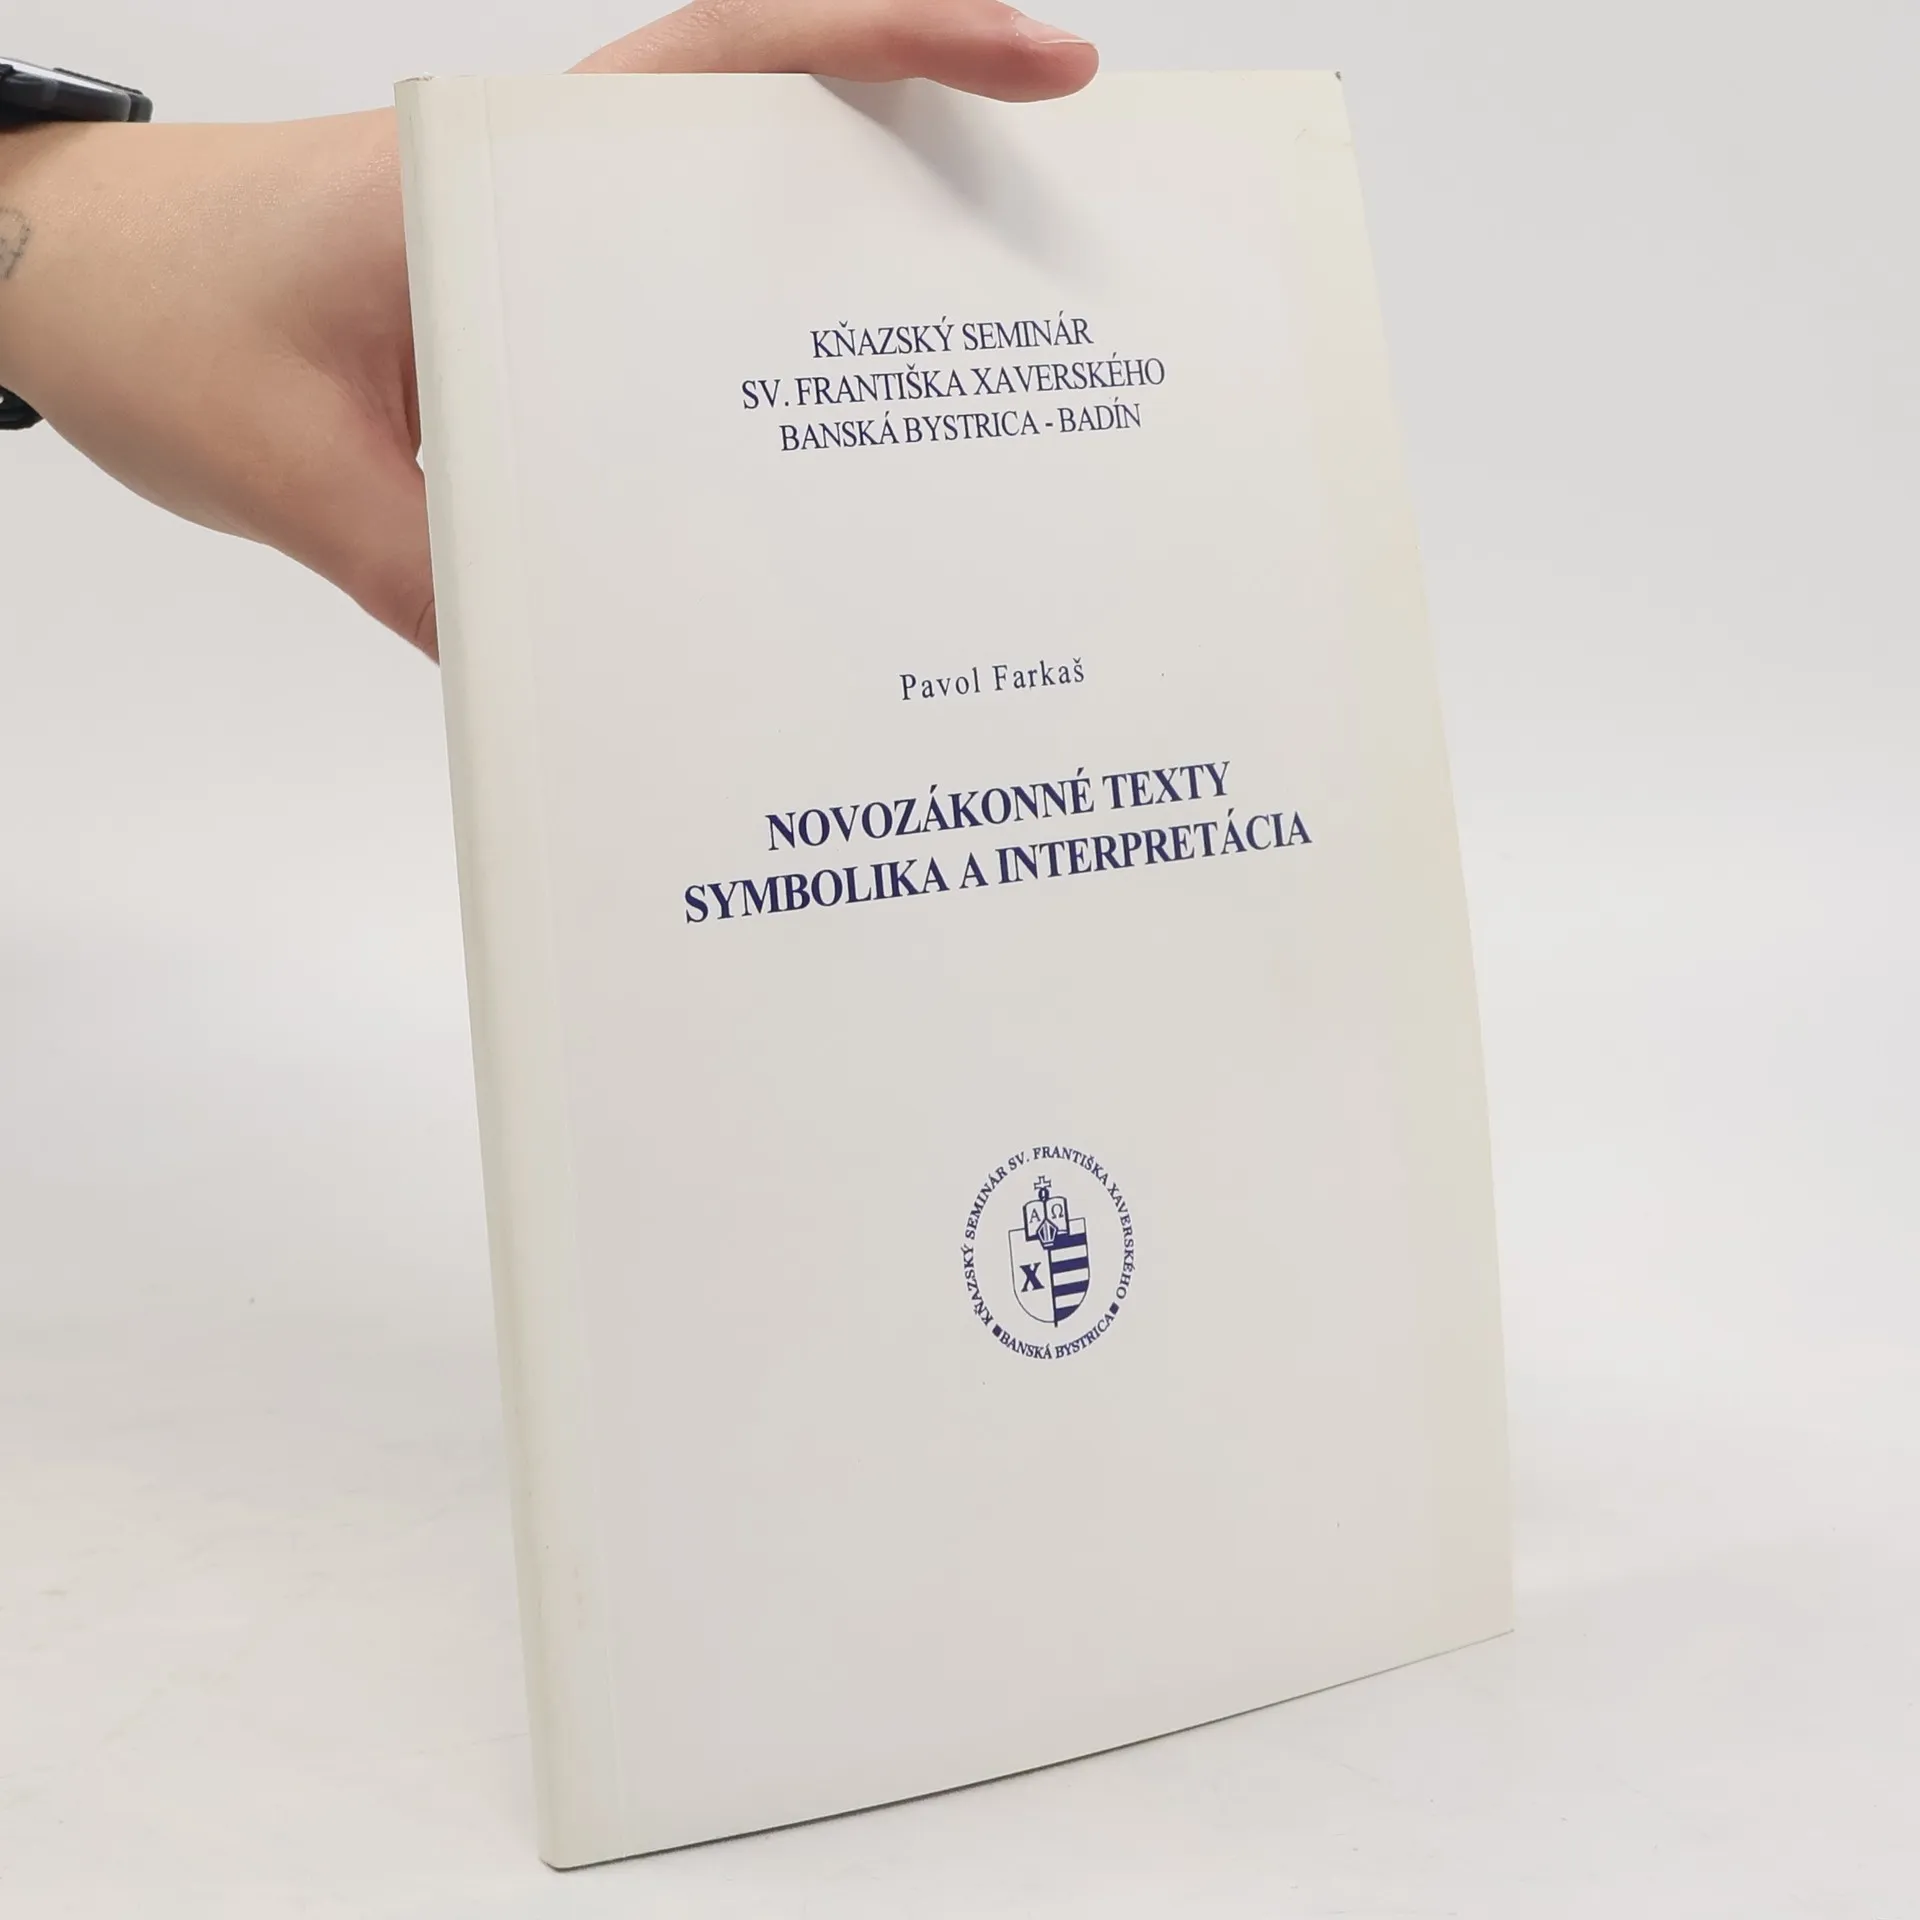 KŇAZSKÝ SEMINÁR
SV. FRANTIŠKA XAVERSKÉHO
BANSKÁ BYSTRICA - BADÍN
Pavol Farkaš
NOVOZÁKONNÉ TEXTY
SYMBOLIKA A INTERPRETÁCIA
KŇAZSKÝ SEMINÁR SV. FRANTIŠKA XAVERSKÉHO
A Ω
X
BANSKÁ BYSTRICA